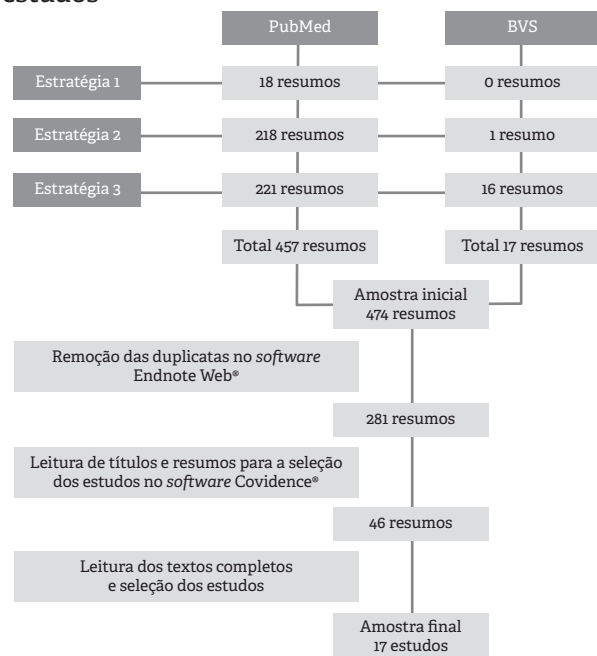 estudos
PubMed
BVS
Estratégia 1
18 resumos
0 resumos
Estratégia 2
218 resumos
1 resumo
Estratégia 3
221 resumos
16 resumos
Total 457 resumos
Total 17 resumos
Amostra inicial
474 resumos
Remoção das duplicatas no software
Endnote Web®
281 resumos
Leitura de títulos e resumos para a seleção
dos estudos no software Covidence®
46 resumos
Leitura dos textos completos
e seleção dos estudos
Amostra final
17 estudos